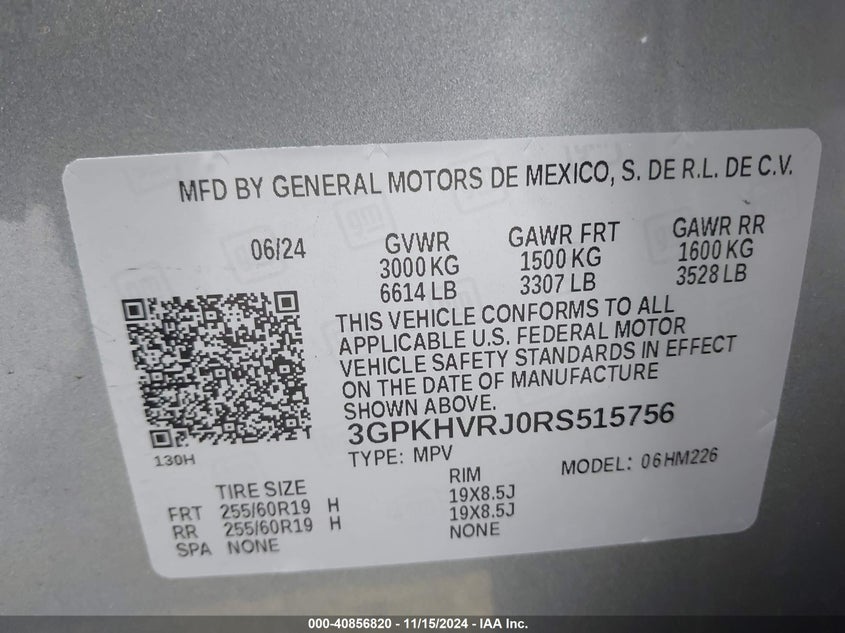 MFD BY GENERAL MOTORS DE MEXICO, S. DE R.L. DE C.V.
06/24 GVWR GAWR FRT GAWR RR
3000 KG 1500 KG 1600 KG
6614 LB 3307 LB 3528 LB
THIS VEHICLE CONFORMS TO ALL
APPLICABLE U.S. FEDERAL MOTOR
VEHICLE SAFETY STANDARDS IN EFFECT
ON THE DATE OF MANUFACTURE
SHOWN ABOVE.
3GPKHVRJ0RS515756
130H
TYPE: MPV MODEL: 06HM226
TIRE SIZE RIM
FRT 255/60R19 H 19X8.5J
RR 255/60R19 H 19X8.5J
SPA NONE NONE
000-40856820 - 11/15/2024 - IAA Inc.